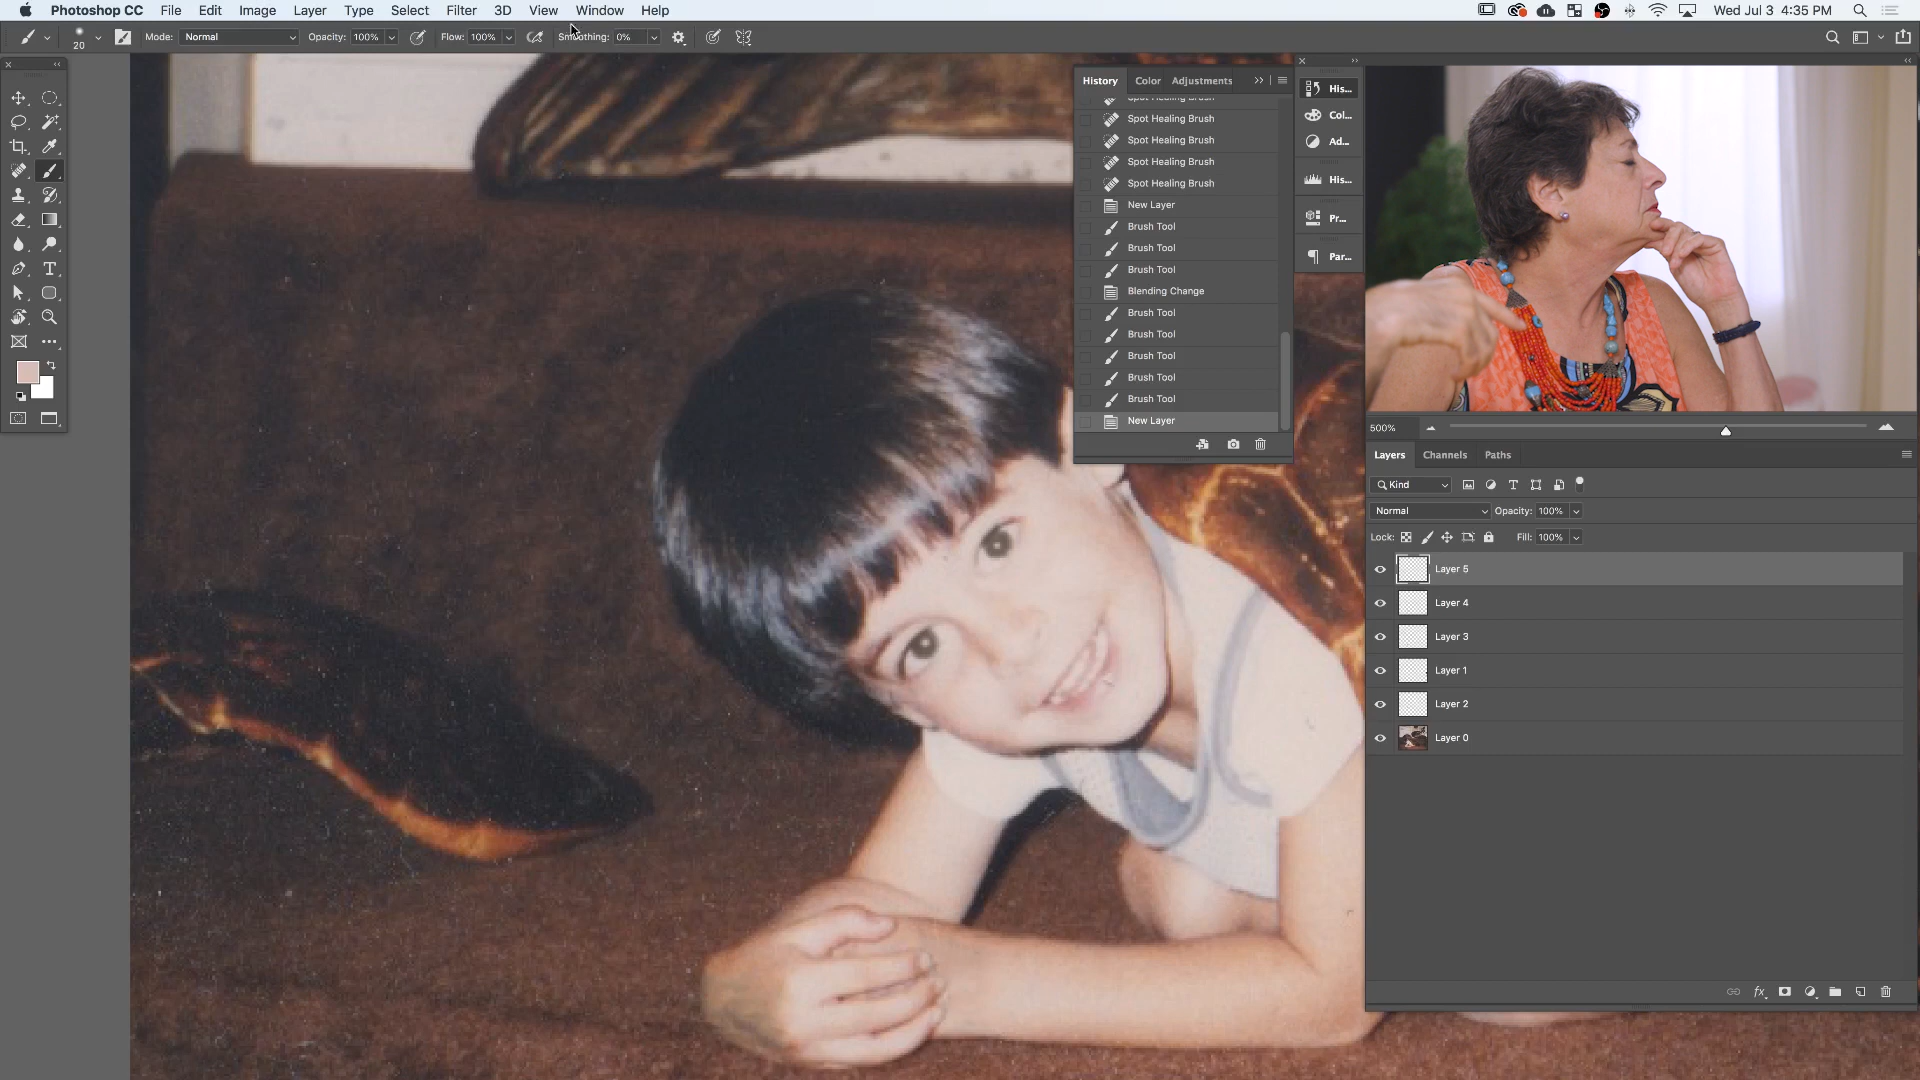 Photoshop CC File Edit Image Layer Type Select Filter 3D View Window Help Wed Jul 3 4:35 PM
20 Mode: Normal Opacity: 100% Flow: 100% Smoothing: 0%
History Color Adjustments
Spot Healing Brush
Spot Healing Brush
Spot Healing Brush
Spot Healing Brush
Spot Healing Brush
New Layer
Brush Tool
Brush Tool
Brush Tool
Blending Change
Brush Tool
Brush Tool
Brush Tool
Brush Tool
Brush Tool
New Layer
His...
Col...
Ad...
His...
Pr...
Par...
500%
Layers Channels Paths
Kind
Normal Opacity: 100%
Lock: Fill: 100%
Layer 5
Layer 4
Layer 3
Layer 1
Layer 2
Layer 0